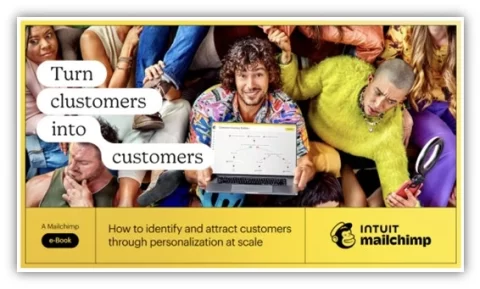 Turn
clustomers
into
customers
A Mailchimp
e-Book
How to identify and attract customers
through personalization at scale
INTUIT
mailchimp